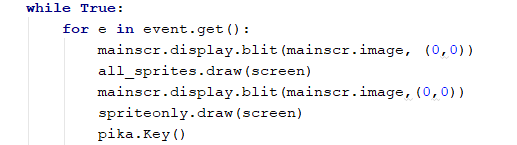 while True:
for e in event.get():
mainscr.display.blit(mainscr.image, (0,0))
all_sprites.draw(screen)
mainscr.display.blit(mainscr.image,(0,0))
spriteonly.draw(screen)
pika.Key()